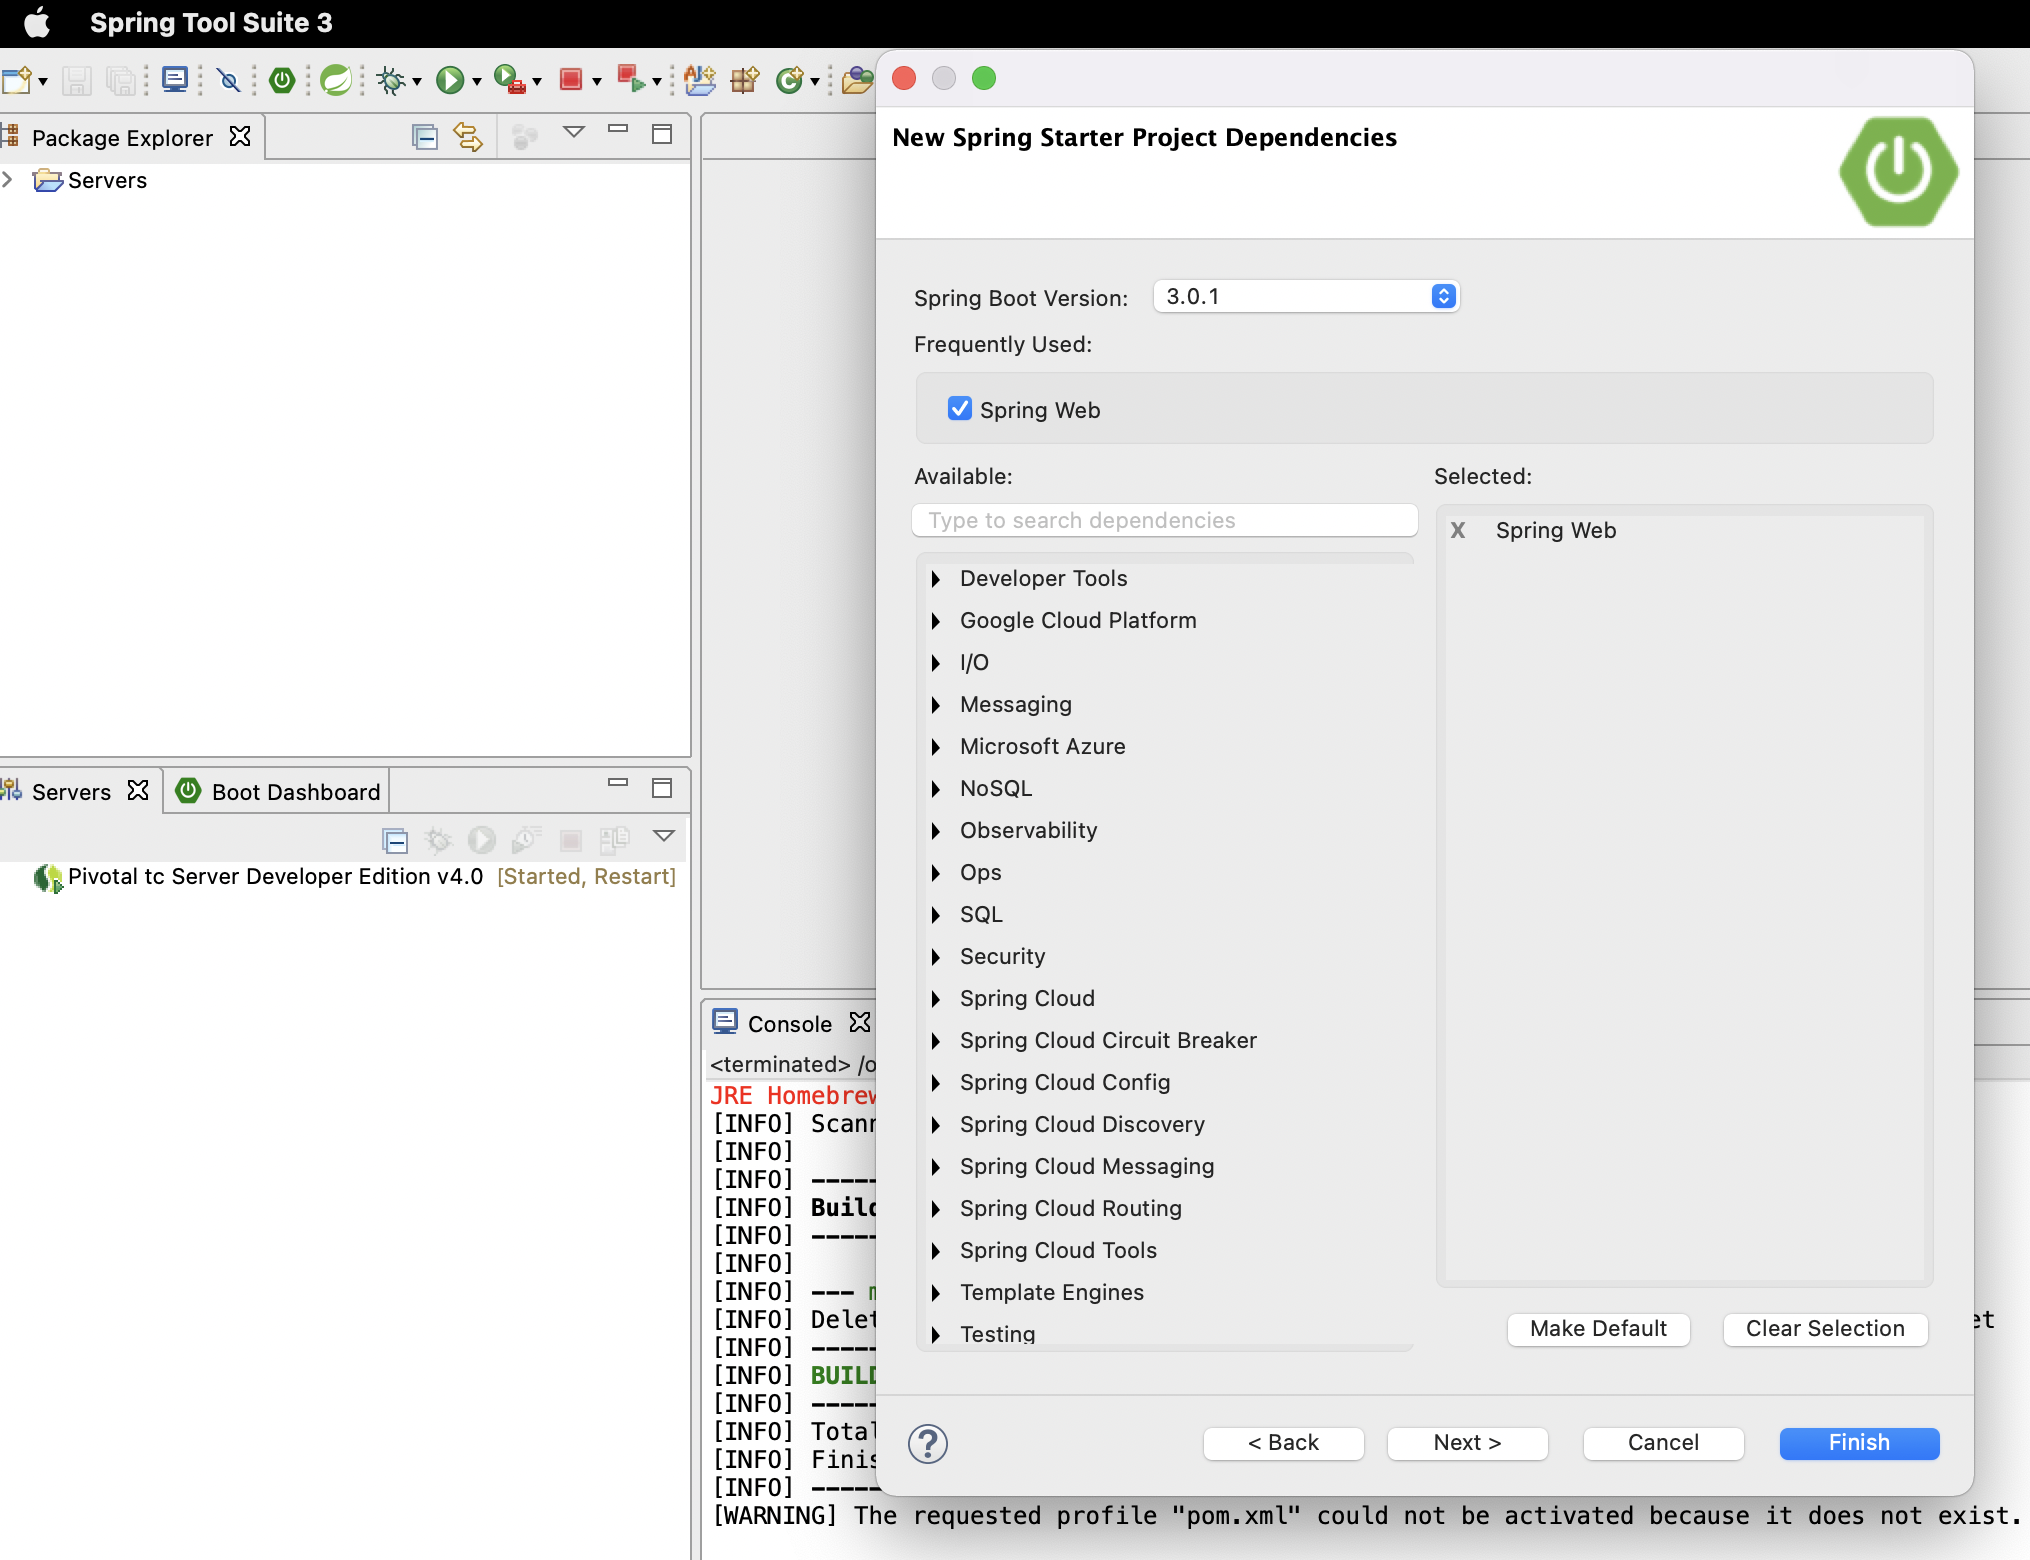 Spring Tool Suite 3
Package Explorer
Servers
New Spring Starter Project Dependencies
Spring Boot Version: 3.0.1
Frequently Used:
Spring Web
Available:
Selected:
Type to search dependencies
X Spring Web
Developer Tools
Google Cloud Platform
I/O
Messaging
Microsoft Azure
NoSQL
Observability
Ops
SQL
Security
Spring Cloud
Spring Cloud Circuit Breaker
Spring Cloud Config
Spring Cloud Discovery
Spring Cloud Messaging
Spring Cloud Routing
Spring Cloud Tools
Template Engines
Testing
Make Default
Clear Selection
?
< Back
Next >
Cancel
Finish
Servers
Boot Dashboard
Pivotal tc Server Developer Edition v4.0 [Started, Restart]
Console
<terminated> /o
JRE Homebrew
[INFO] Scann
[INFO]
[INFO] -----
[INFO] Build
[INFO] -----
[INFO]
[INFO] ---
[INFO] Delet et
[INFO] -----
[INFO] BUILD
[INFO] -----
[INFO] Total
[INFO] Finis
[INFO] -----
[WARNING] The requested profile "pom.xml" could not be activated because it does not exist.